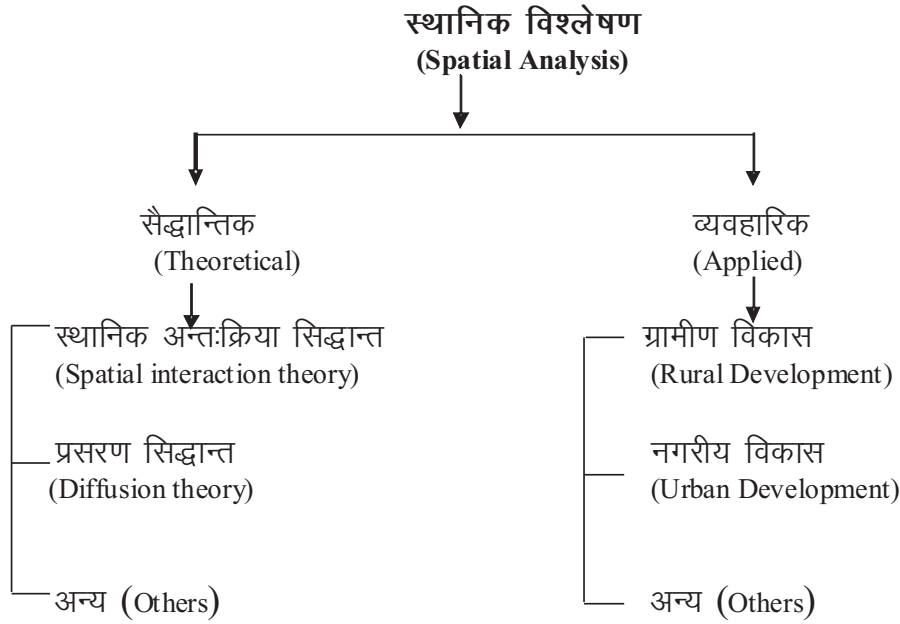 स्थानिक विश्लेषण
(Spatial Analysis)
सैद्धान्तिक
(Theoretical)
व्यवहारिक
(Applied)
स्थानिक अन्तःक्रिया सिद्धान्त
(Spatial interaction theory)
ग्रामीण विकास
(Rural Development)
प्रसरण सिद्धान्त
(Diffusion theory)
नगरीय विकास
(Urban Development)
अन्य (Others)
अन्य (Others)